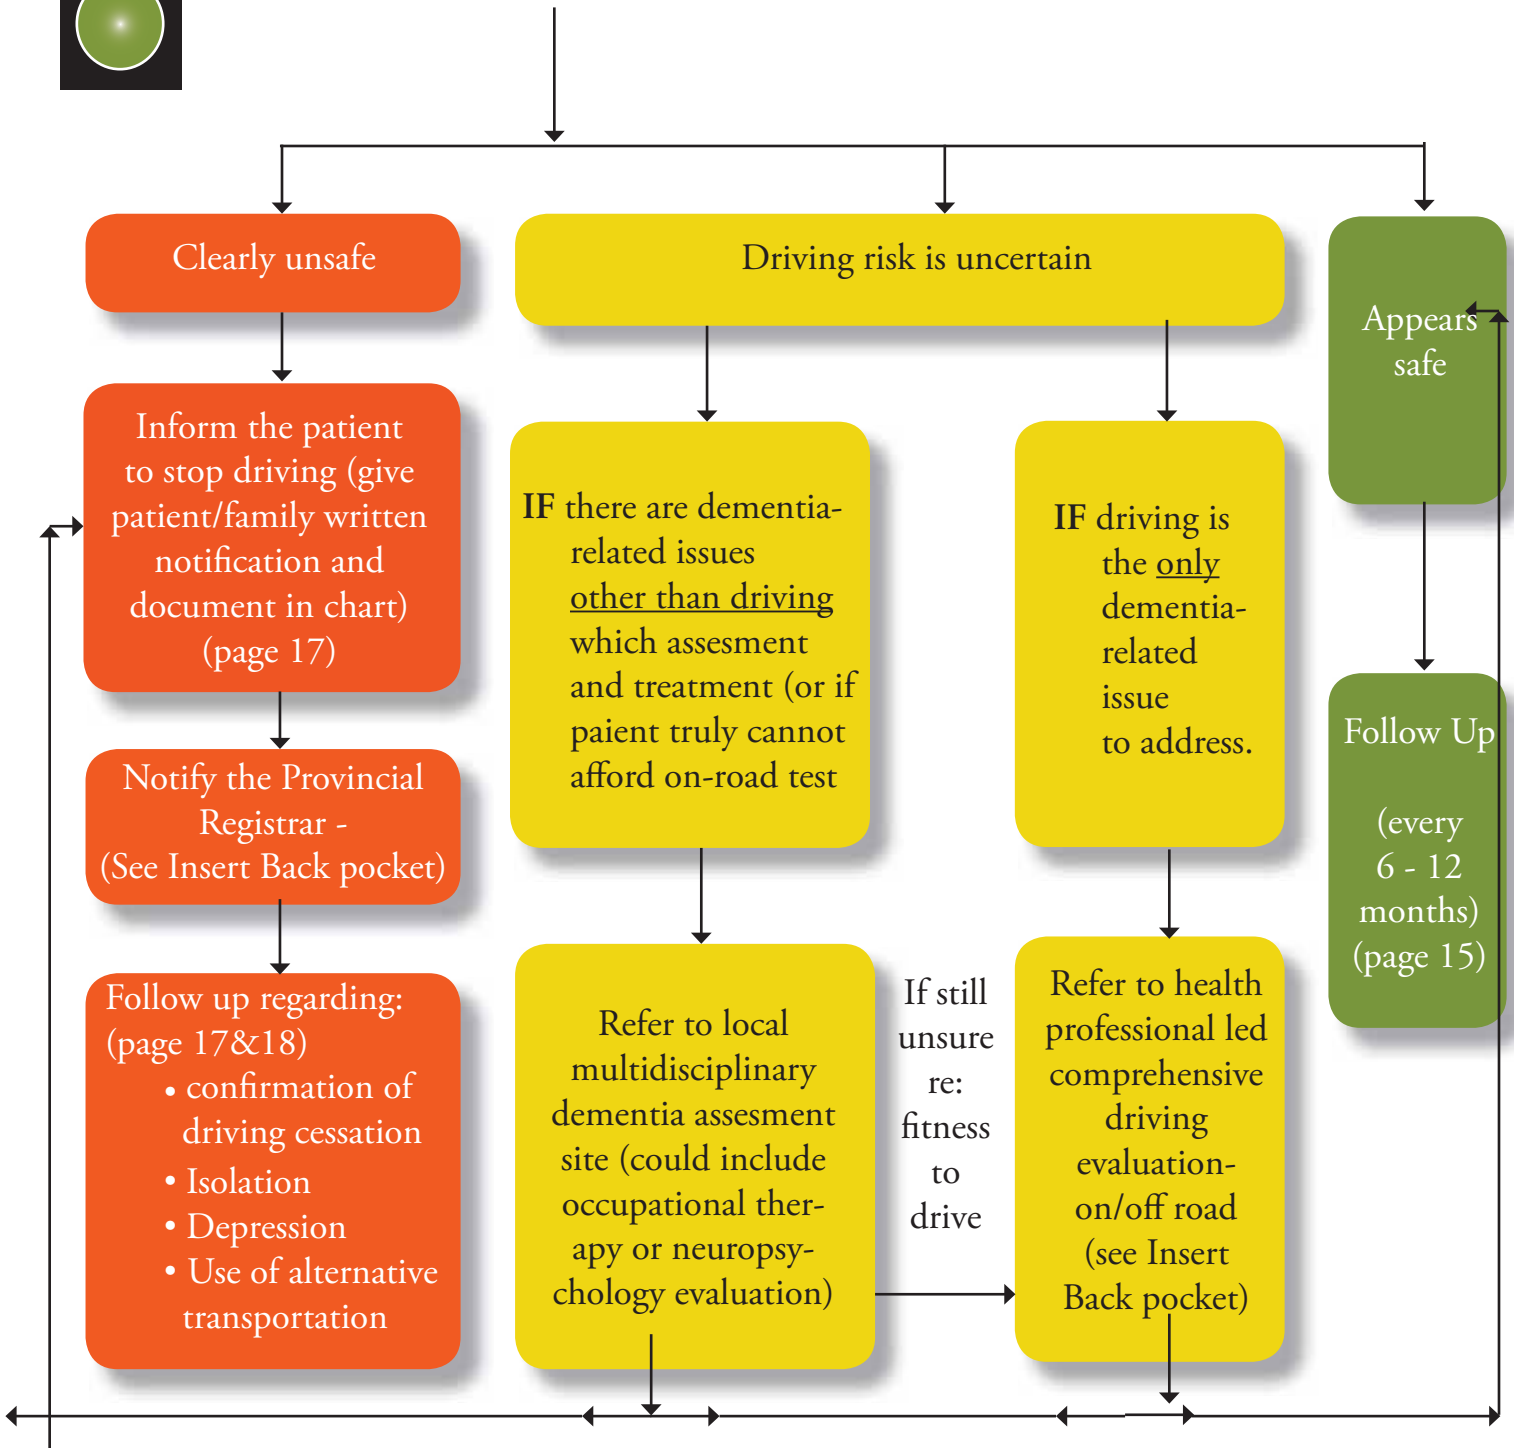 Clearly unsafe
Driving risk is uncertain
Appears
safe
Inform the patient
to stop driving (give
patient/family written
notification and
document in chart)
(page 17)
Notify the Provincial
Registrar -
(See Insert Back pocket)
Follow up regarding:
(page 17&18)
• confirmation of
driving cessation
• Isolation
• Depression
• Use of alternative
transportation
IF there are dementia-
related issues
other than driving
which assesment
and treatment (or if
paient truly cannot
afford on-road test
Refer to local
multidisciplinary
dementia assesment
site (could include
occupational ther-
apy or neuropsy-
chology evaluation)
If still
unsure
re:
fitness
to
drive
IF driving is
the only
dementia-
related
issue
to address.
Refer to health
professional led
comprehensive
driving
evaluation-
on/off road
(see Insert
Back pocket)
Follow Up
(every
6 - 12
months)
(page 15)